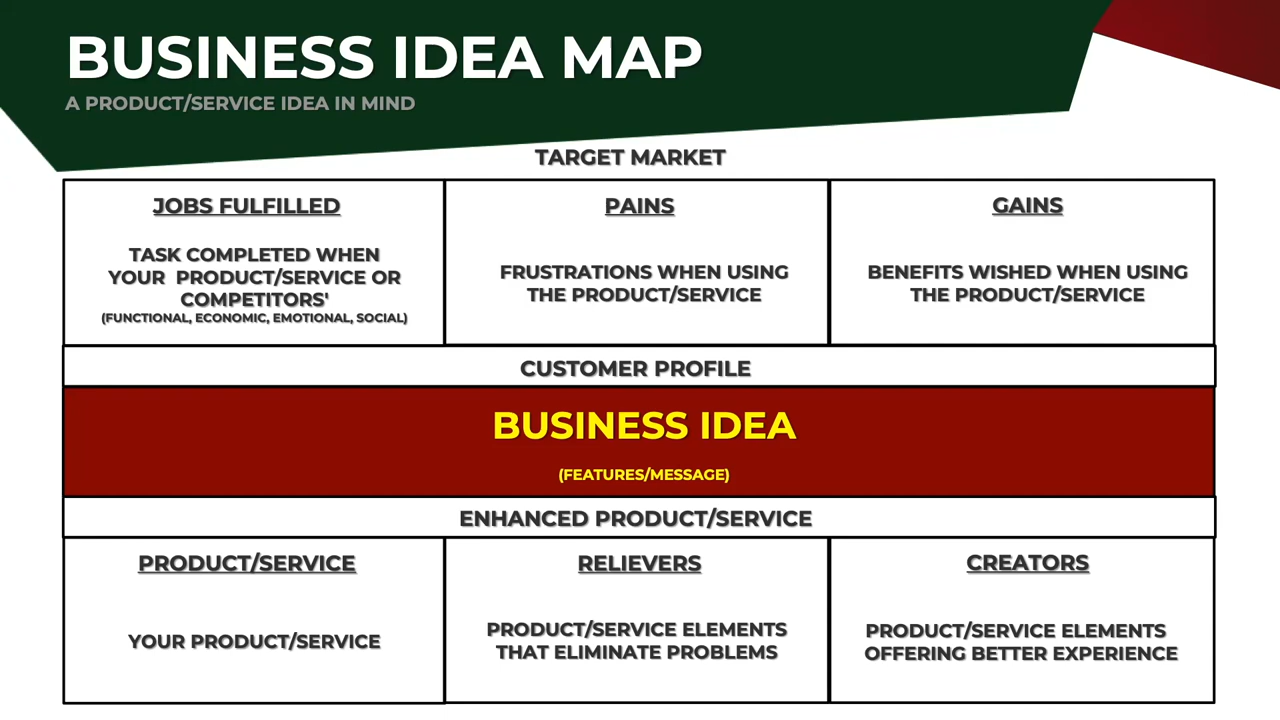 BUSINESS IDEA MAP
A PRODUCT/SERVICE IDEA IN MIND
TARGET MARKET
JOBS FULFILLED
TASK COMPLETED WHEN
YOUR PRODUCT/SERVICE OR
COMPETITORS'
(FUNCTIONAL, ECONOMIC, EMOTIONAL, SOCIAL)
PAINS
FRUSTRATIONS WHEN USING
THE PRODUCT/SERVICE
GAINS
BENEFITS WISHED WHEN USING
THE PRODUCT/SERVICE
CUSTOMER PROFILE
BUSINESS IDEA
(FEATURES/MESSAGE)
ENHANCED PRODUCT/SERVICE
PRODUCT/SERVICE
YOUR PRODUCT/SERVICE
RELIEVERS
PRODUCT/SERVICE ELEMENTS
THAT ELIMINATE PROBLEMS
CREATORS
PRODUCT/SERVICE ELEMENTS
OFFERING BETTER EXPERIENCE